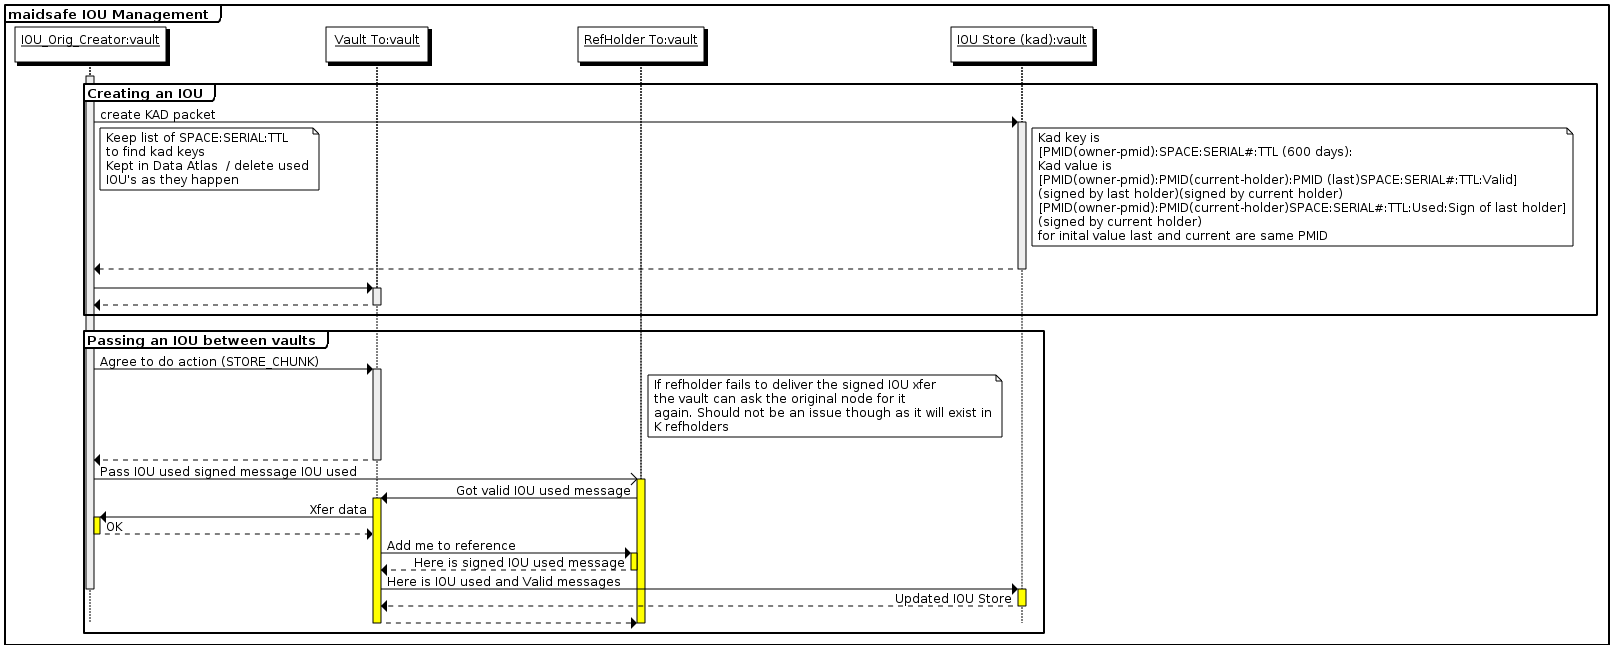 maidsafe IOU Management
IOU_Orig_Creator:vault
Vault To:vault
RefHolder To:vault
IOU Store (kad):vault
Creating an IOU
create KAD packet
Keep list of SPACE:SERIAL:TTL
to find kad keys
Kept in Data Atlas / delete used
IOU's as they happen
Kad key is
[PMID(owner-pmid):SPACE:SERIAL#:TTL (600 days):
Kad value is
[PMID(owner-pmid):PMID(current-holder):PMID (last)SPACE:SERIAL#:TTL:Valid]
(signed by last holder)(signed by current holder)
[PMID(owner-pmid):PMID(current-holder)SPACE:SERIAL#:TTL:Used:Sign of last holder]
(signed by current holder)
for inital value last and current are same PMID
Passing an IOU between vaults
Agree to do action (STORE_CHUNK)
If refholder fails to deliver the signed IOU xfer
the vault can ask the original node for it
again. Should not be an issue though as it will exist in
K refholders
Pass IOU used signed message IOU used
Got valid IOU used message
Xfer data
OK
Add me to reference
Here is signed IOU used message
Here is IOU used and Valid messages
Updated IOU Store